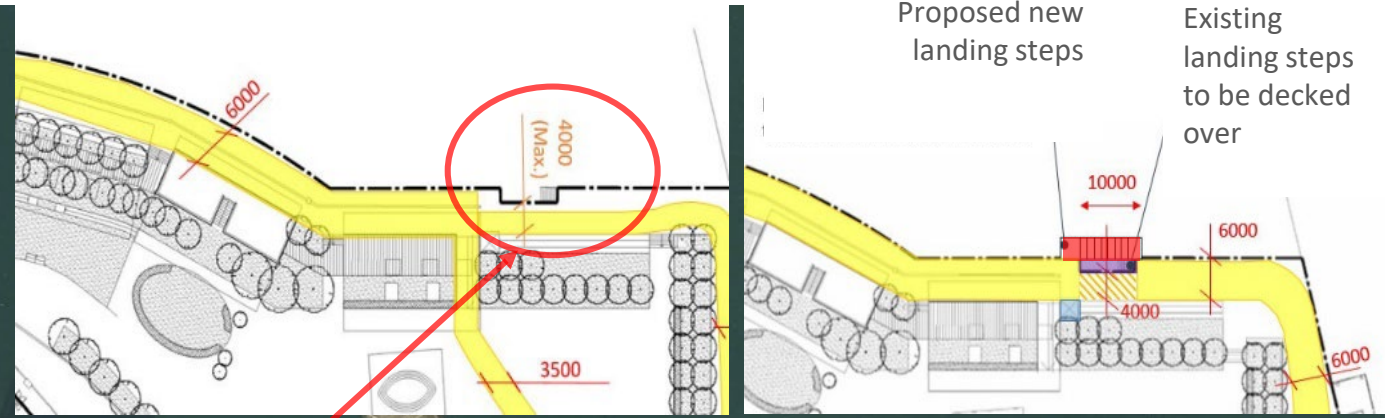 6000
4000
(Max.)
3500
Proposed new
landing steps
Existing
landing steps
to be decked
over
10000
6000
4000
6000